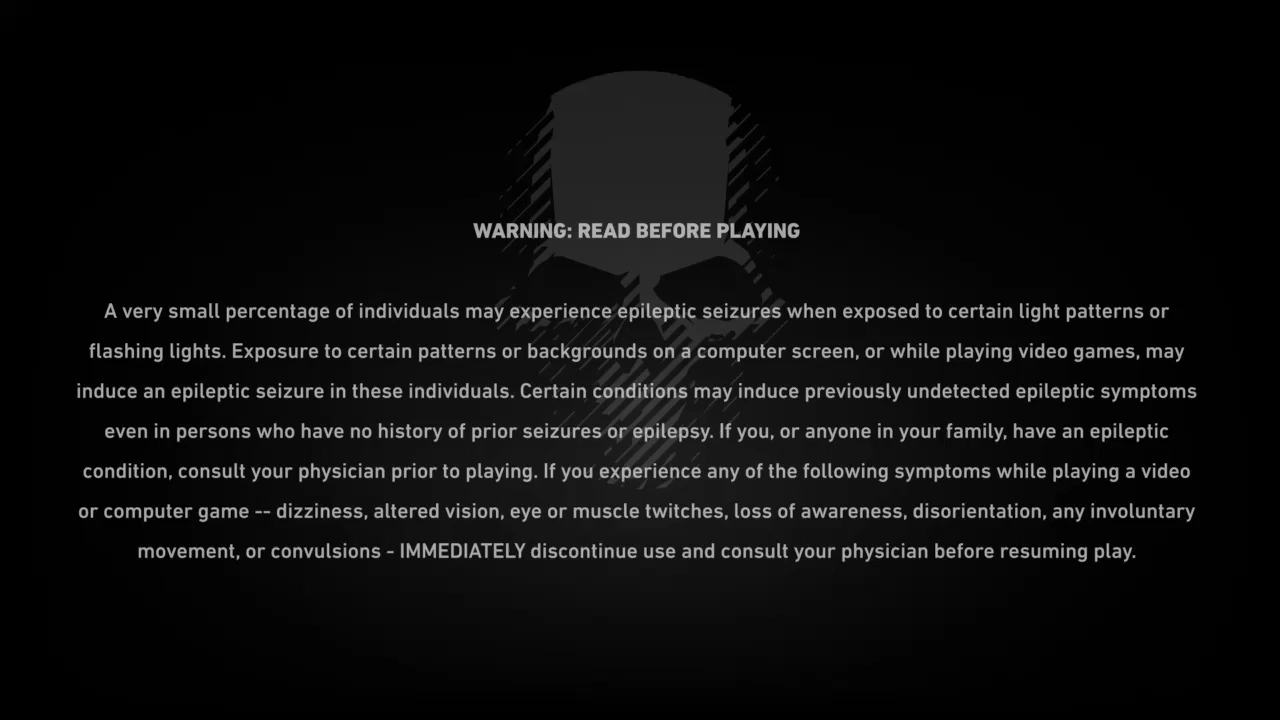 WARNING: READ BEFORE PLAYING
A very small percentage of individuals may experience epileptic seizures when exposed to certain light patterns or
flashing lights. Exposure to certain patterns or backgrounds on a computer screen, or while playing video games, may
induce an epileptic seizure in these individuals. Certain conditions may induce previously undetected epileptic symptoms
even in persons who have no history of prior seizures or epilepsy. If you, or anyone in your family, have an epileptic
condition, consult your physician prior to playing. If you experience any of the following symptoms while playing a video
or computer game -- dizziness, altered vision, eye or muscle twitches, loss of awareness, disorientation, any involuntary
movement, or convulsions - IMMEDIATELY discontinue use and consult your physician before resuming play.